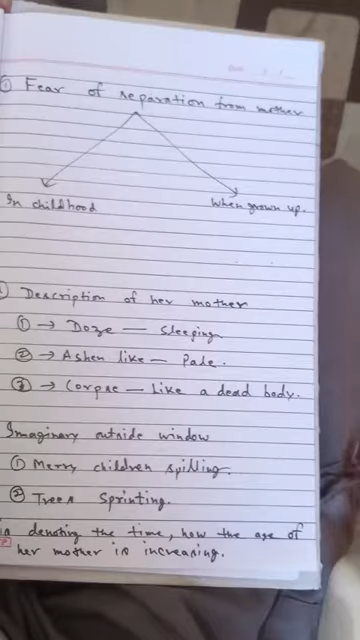 Fear of separation from mother
In childhood
When grown up.
Description of her mother
① → Doze — Sleeping
② → Ashen like — Pale.
③ → Corpse — Like a dead body.
Imaginary outside window
① Merry children spilling.
② Trees Sprinting.
denoting the time, how the age of
her mother is increasing.